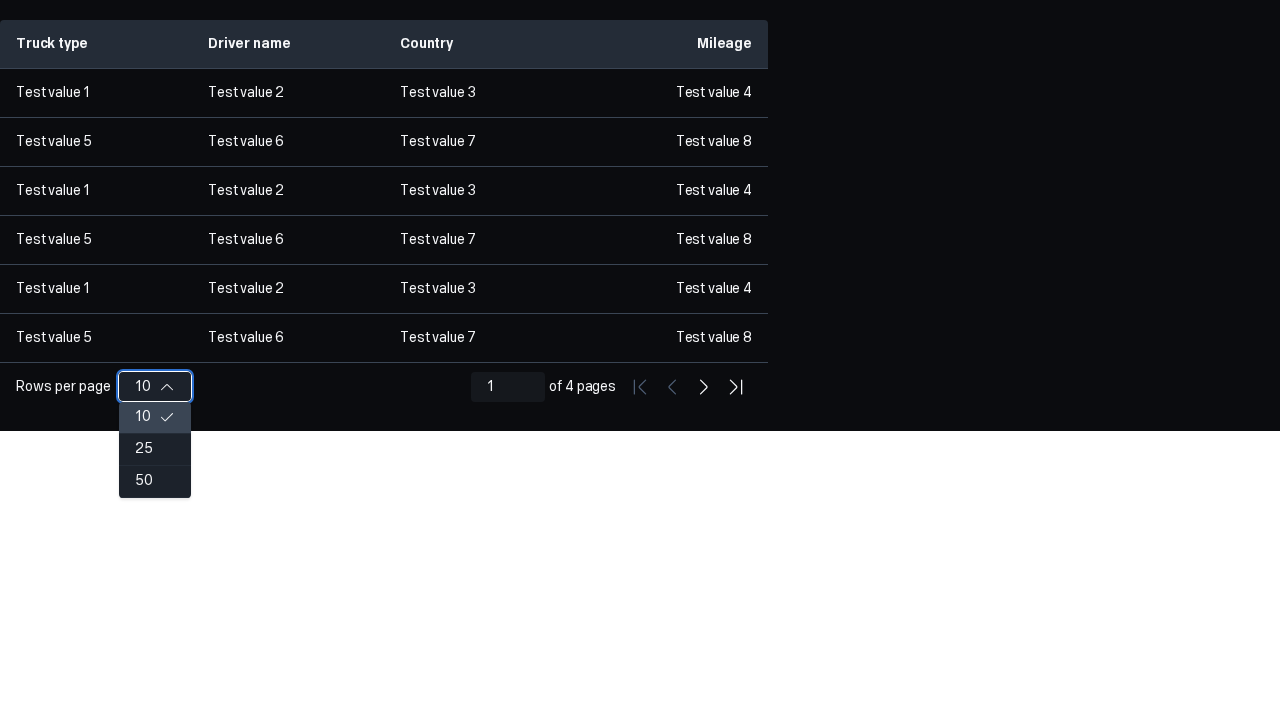 Truck type Driver name Country Mileage
Test value 1 Test value 2 Test value 3 Test value 4
Test value 5 Test value 6 Test value 7 Test value 8
Test value 1 Test value 2 Test value 3 Test value 4
Test value 5 Test value 6 Test value 7 Test value 8
Test value 1 Test value 2 Test value 3 Test value 4
Test value 5 Test value 6 Test value 7 Test value 8
Rows per page 10 1 of 4 pages
10
25
50